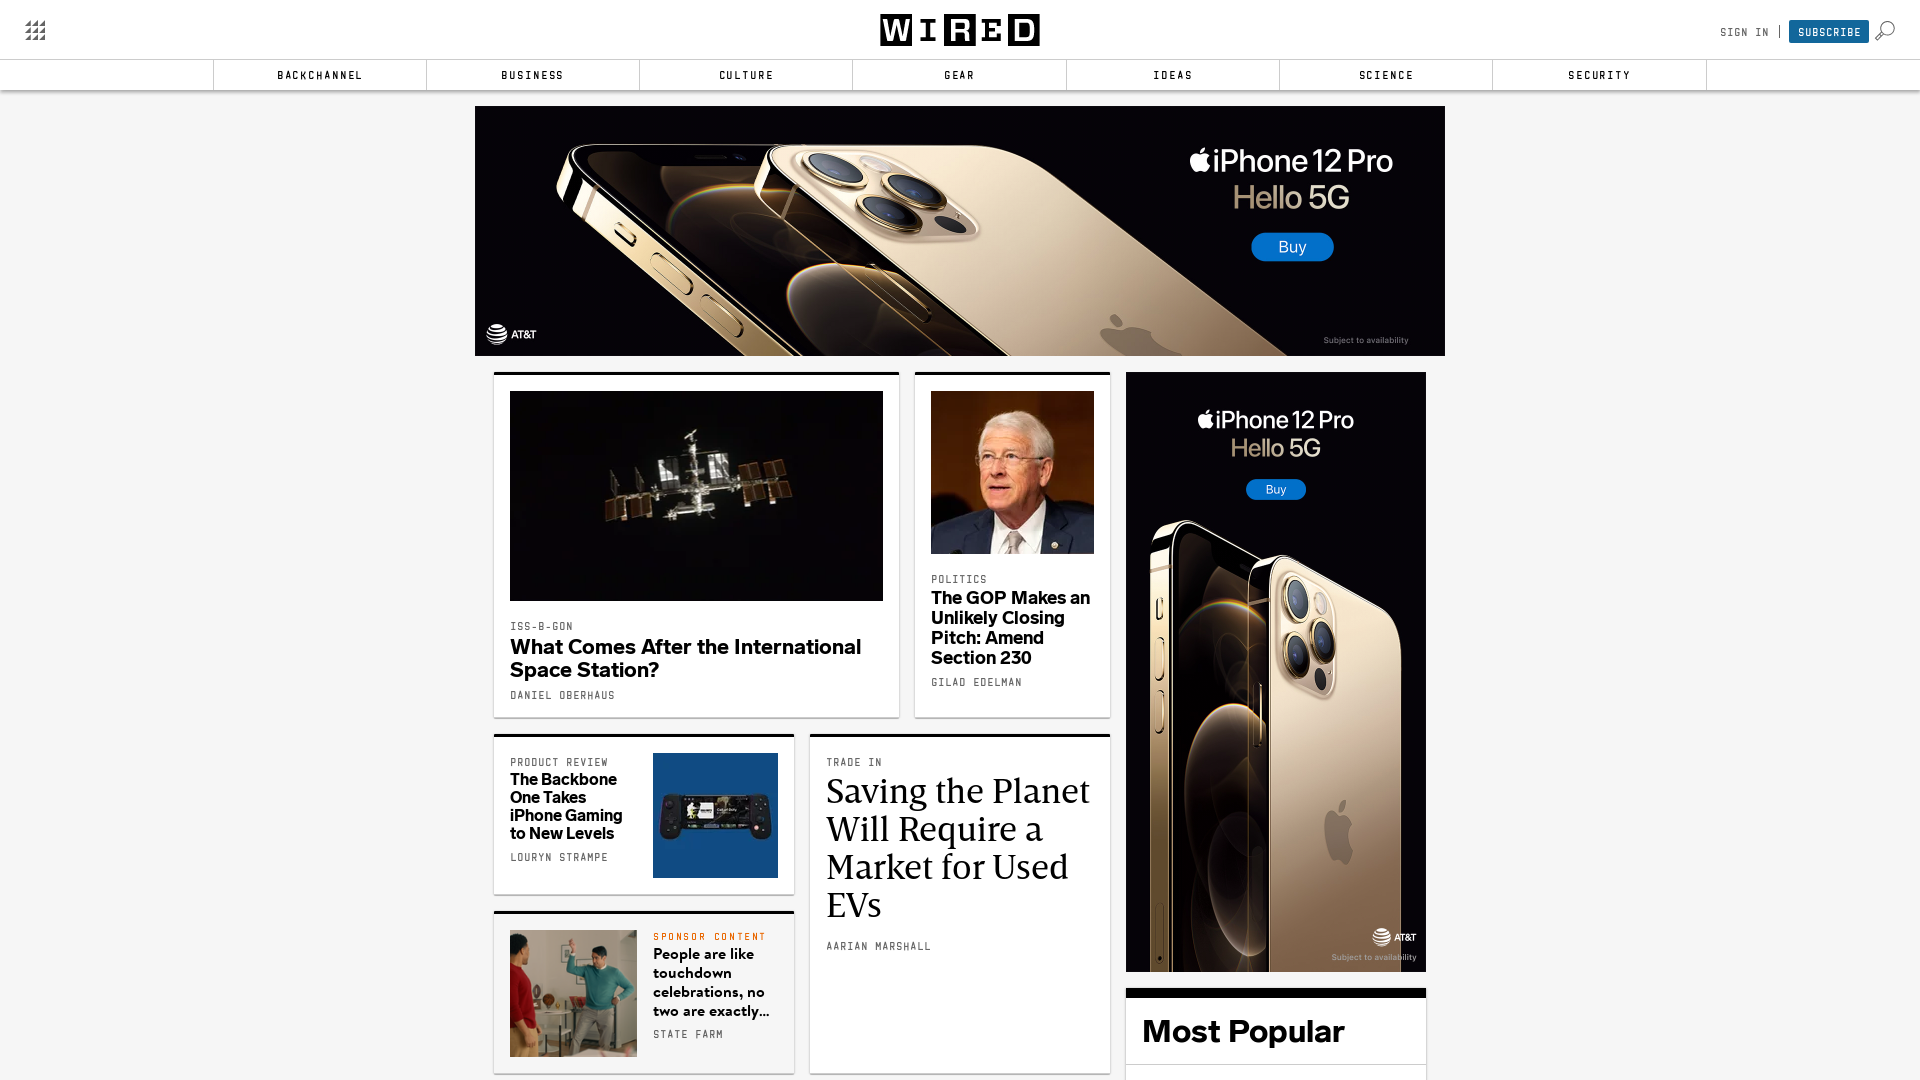 WIRED
SIGN IN
SUBSCRIBE
BACKCHANNEL
BUSINESS
CULTURE
GEAR
IDEAS
SCIENCE
SECURITY
iPhone 12 Pro
Hello 5G
Buy
AT&T
Subject to availability
ISS-B-GON
What Comes After the International
Space Station?
DANIEL OBERHAUS
POLITICS
The GOP Makes an
Unlikely Closing
Pitch: Amend
Section 230
GILAD EDELMAN
iPhone 12 Pro
Hello 5G
Buy
AT&T
Subject to availability
PRODUCT REVIEW
The Backbone
One Takes
iPhone Gaming
to New Levels
LOURYN STRAMPE
TRADE IN
Saving the Planet
Will Require a
Market for Used
EVs
AARIAN MARSHALL
SPONSOR CONTENT
People are like
touchdown
celebrations, no
two are exactly...
STATE FARM
Most Popular